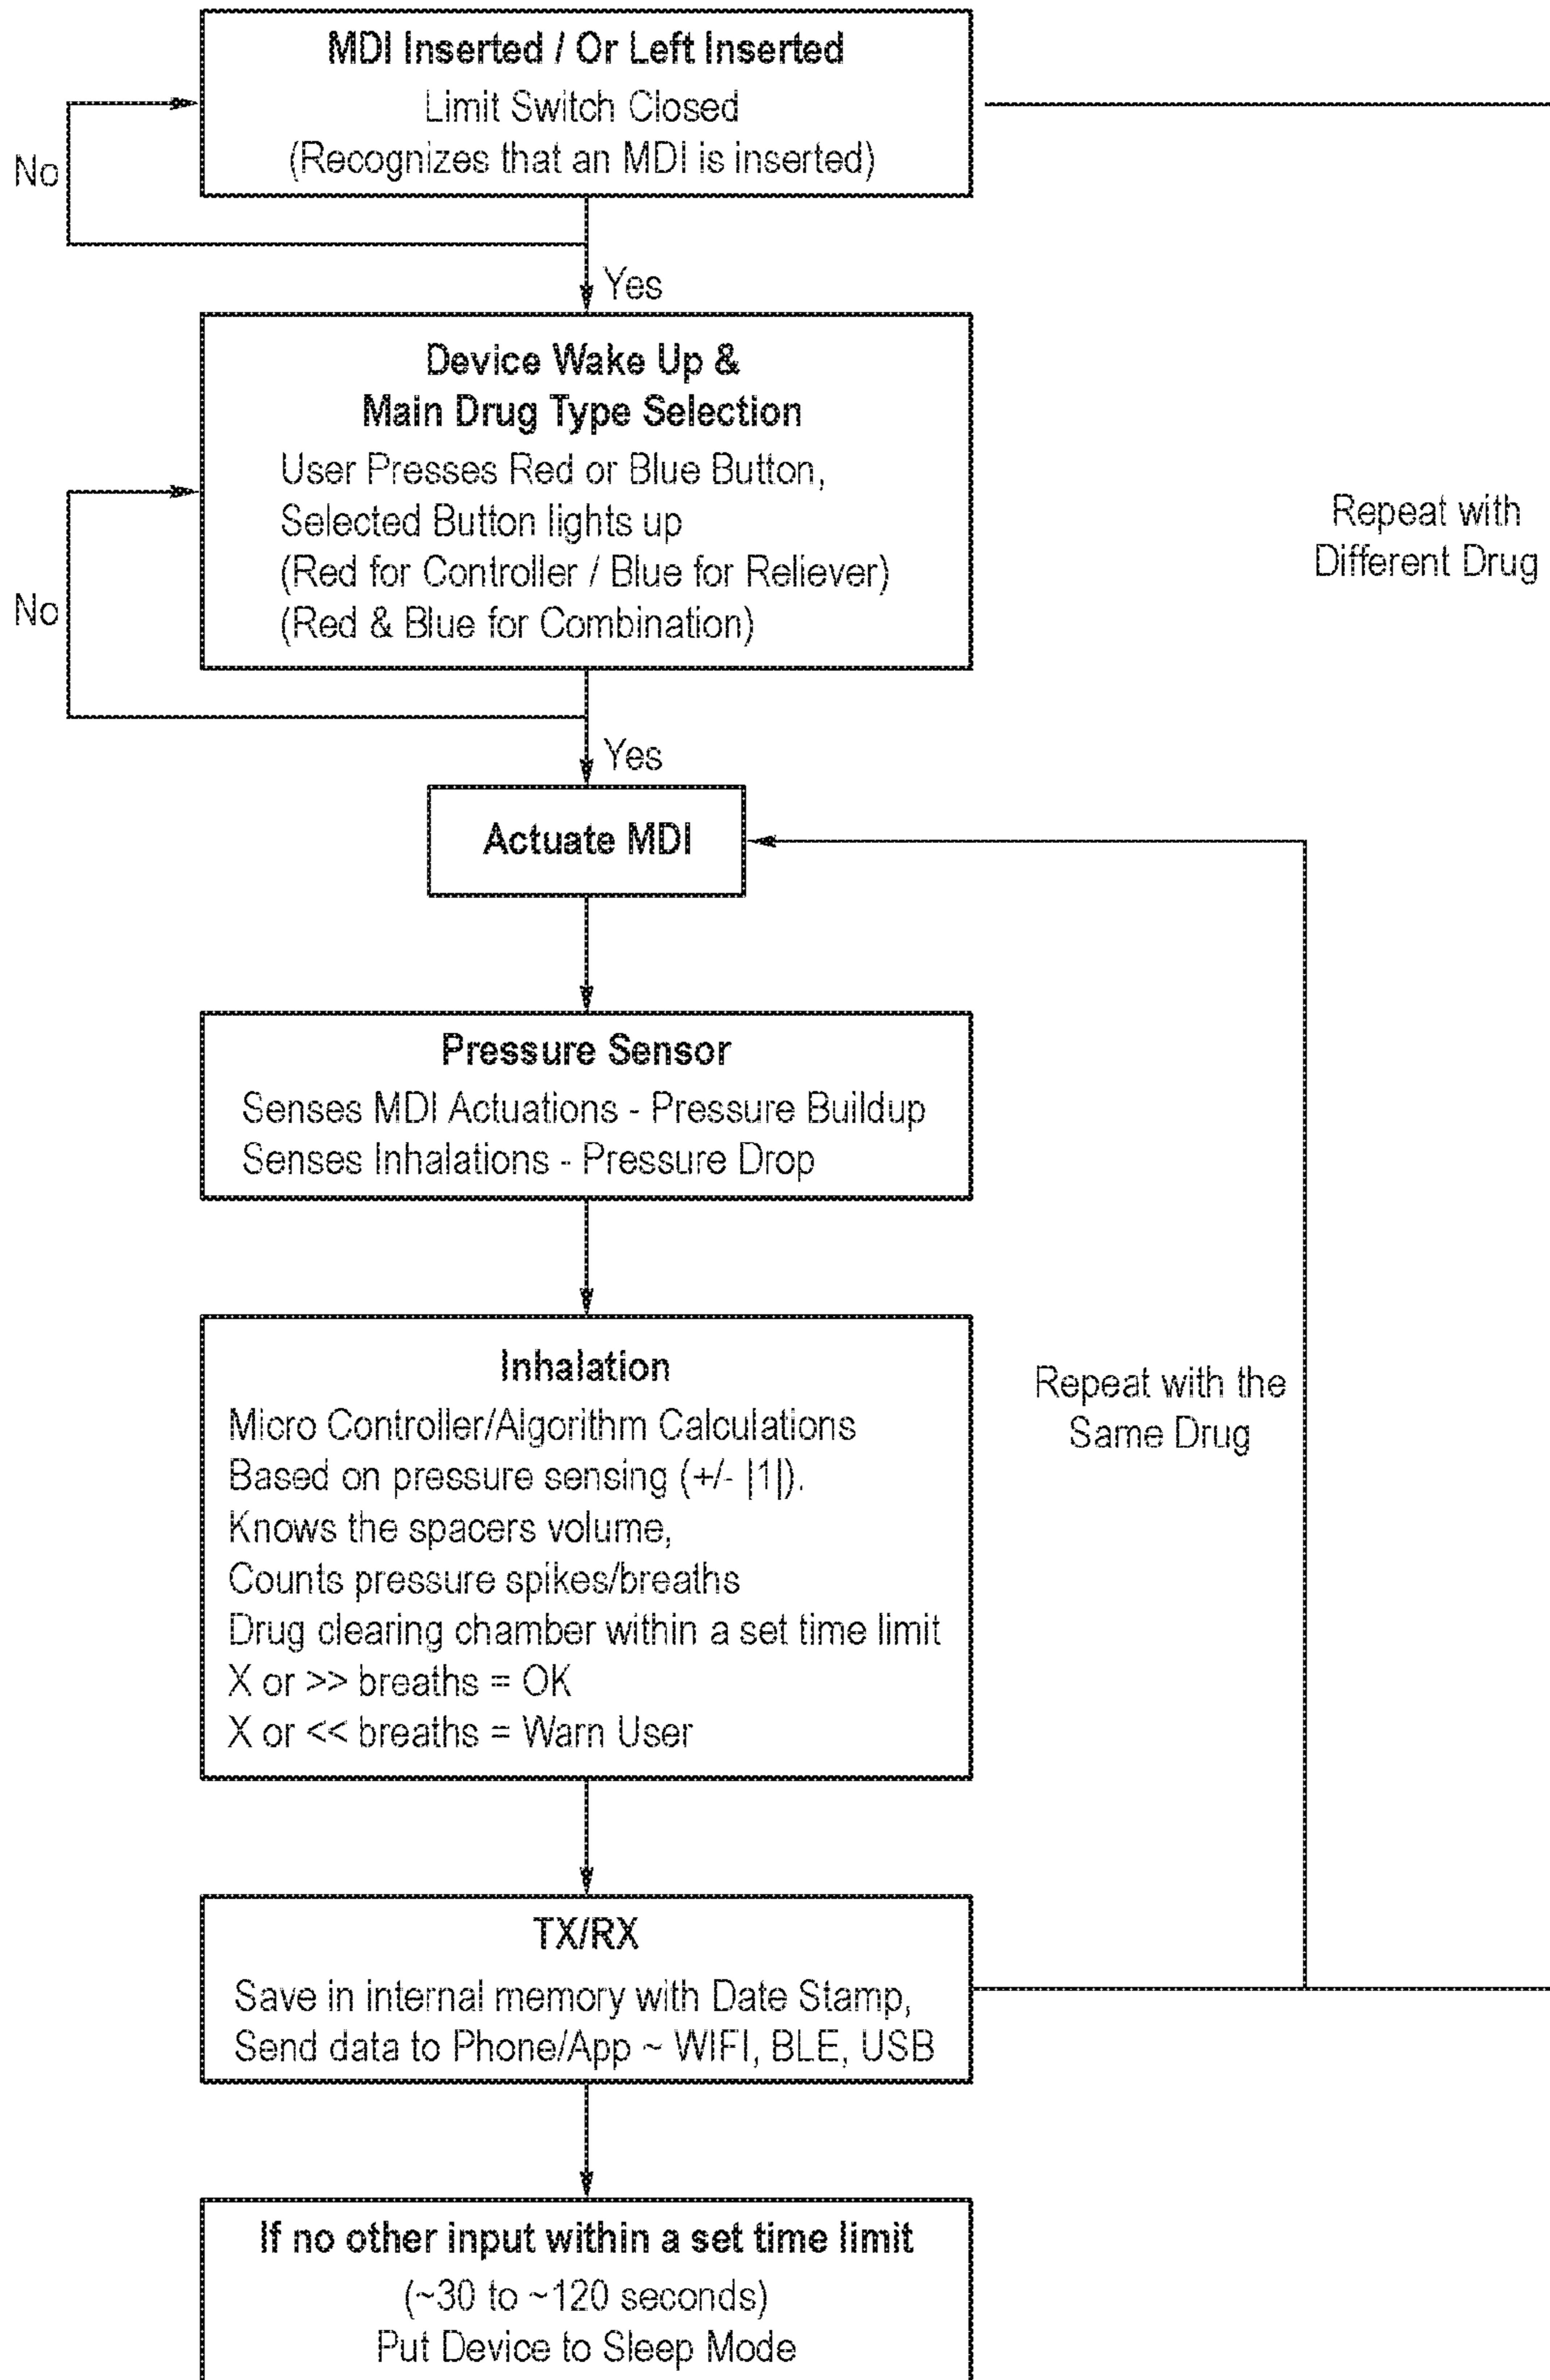 MDI Inserted / Or Left Inserted
Limit Switch Closed
(Recognizes that an MDI is inserted)
No
Yes
Device Wake Up &
Main Drug Type Selection
User Presses Red or Blue Button,
Selected Button lights up
(Red for Controller / Blue for Reliever)
(Red & Blue for Combination)
No
Repeat with
Different Drug
Yes
Actuate MDI
Pressure Sensor
Senses MDI Actuations - Pressure Buildup
Senses Inhalations - Pressure Drop
Inhalation
Micro Controller/Algorithm Calculations
Based on pressure sensing (+/- |1|).
Knows the spacers volume,
Counts pressure spikes/breaths
Drug clearing chamber within a set time limit
X or >> breaths = OK
X or << breaths = Warn User
Repeat with the
Same Drug
TX/RX
Save in internal memory with Date Stamp,
Send data to Phone/App ~ WIFI, BLE, USB
If no other input within a set time limit
(~30 to ~120 seconds)
Put Device to Sleep Mode